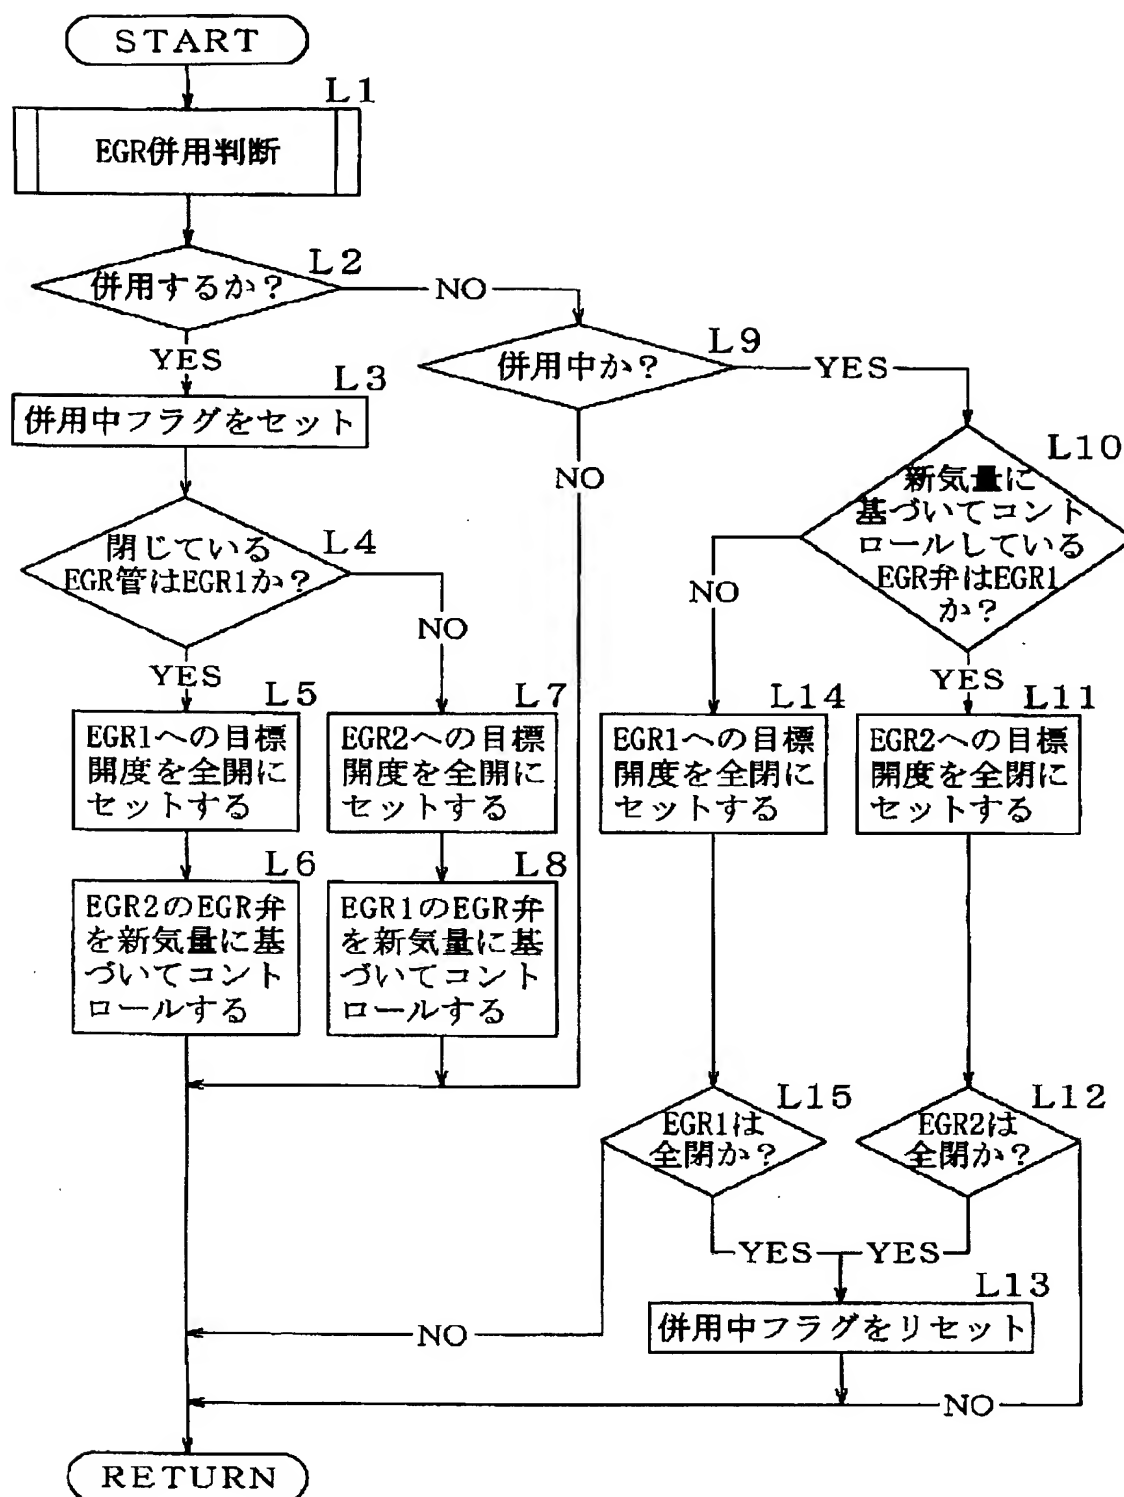 START
L1
EGR併用判断
L2
併用するか?
NO
YES
L3
併用中フラグをセット
L4
閉じている
EGR管はEGR1か?
NO
YES
L5
EGR1への目標
開度を全開に
セットする
L6
EGR2のEGR弁
を新気量に基
づいてコント
ロールする
L7
EGR2への目標
開度を全開に
セットする
L8
EGR1のEGR弁
を新気量に基
づいてコント
ロールする
L9
併用中か?
YES
NO
L10
新気量に
基づいてコント
ロールしている
EGR弁はEGR1
か?
NO
YES
L14
EGR1への目標
開度を全閉に
セットする
L11
EGR2への目標
開度を全閉に
セットする
L15
EGR1は
全閉か?
L12
EGR2は
全閉か?
YES
YES
L13
併用中フラグをリセット
NO
NO
RETURN